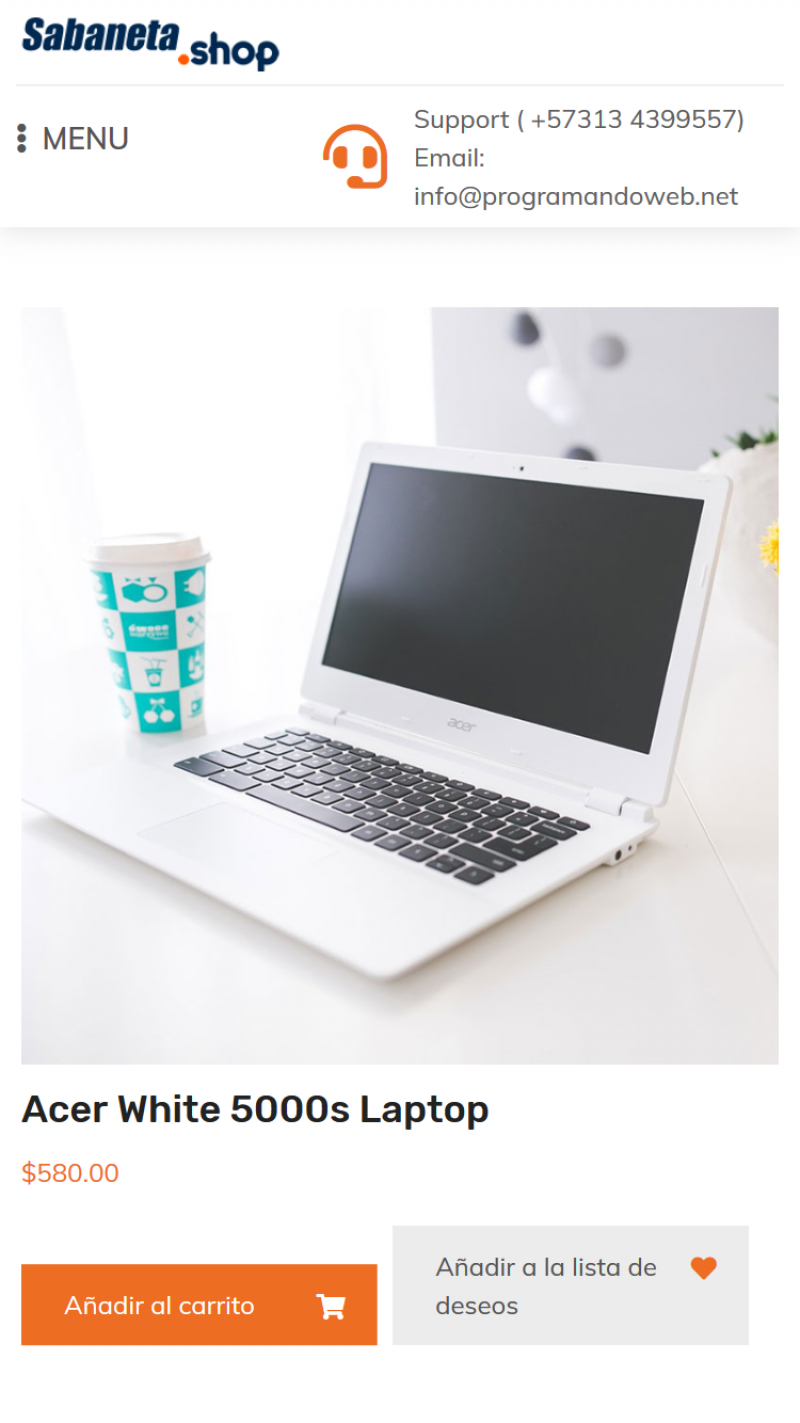 Sabaneta
.shop
MENU
Support ( +57313 4399557)
Email:
info@programandoweb.net
acer
Acer White 5000s Laptop
$580.00
Añadir al carrito
Añadir a la lista de
deseos